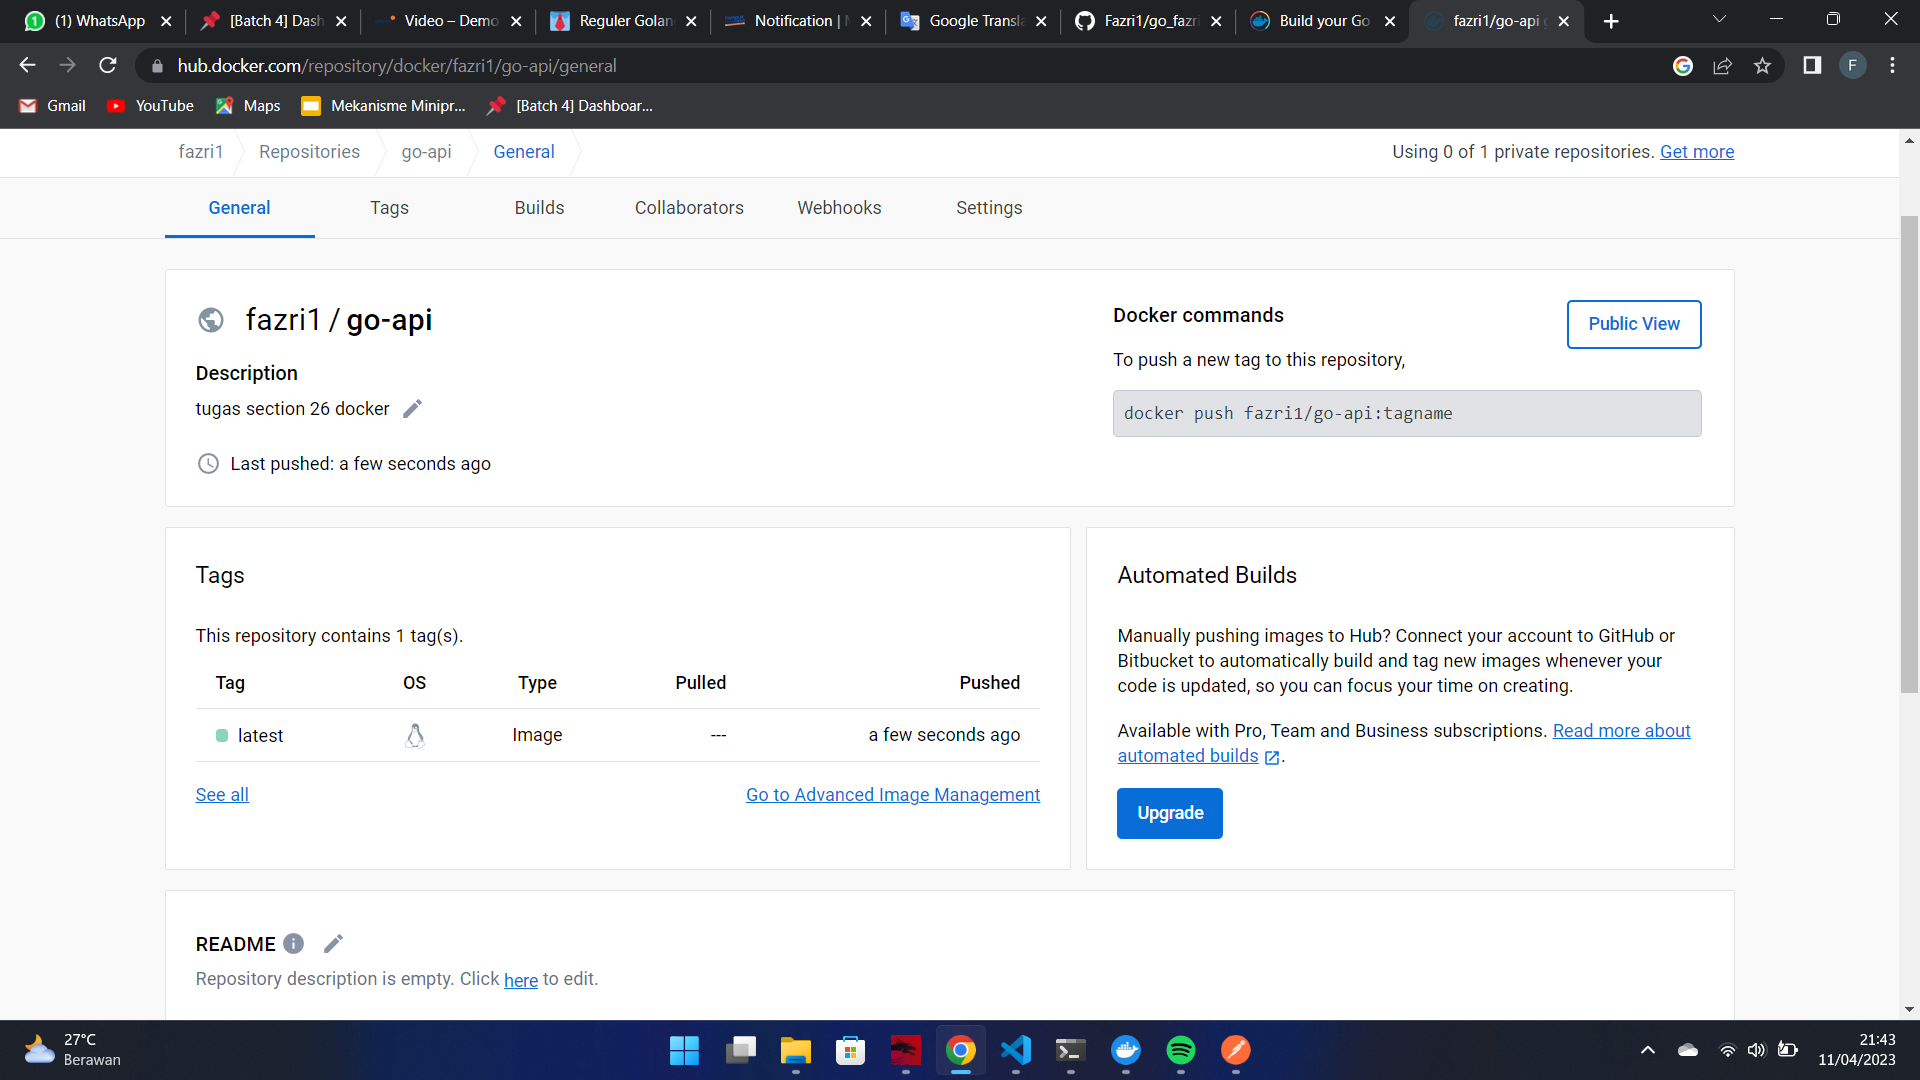 (1) WhatsApp
[Batch 4] Dash
Video – Demo
Reguler Golan
Notification |
Google Transla
Fazri1/go_fazri
Build your Go
fazri1/go-api
hub.docker.com/repository/docker/fazri1/go-api/general
F
Gmail
YouTube
Maps
Mekanisme Minipr...
[Batch 4] Dashboar...
fazri1
Repositories
go-api
General
Using 0 of 1 private repositories. Get more
General
Tags
Builds
Collaborators
Webhooks
Settings
fazri1 / go-api
Description
tugas section 26 docker
Last pushed: a few seconds ago
Docker commands
Public View
To push a new tag to this repository,
docker push fazri1/go-api:tagname
Tags
This repository contains 1 tag(s).
Tag OS Type Pulled Pushed
latest Image --- a few seconds ago
See all
Go to Advanced Image Management
Automated Builds
Manually pushing images to Hub? Connect your account to GitHub or
Bitbucket to automatically build and tag new images whenever your
code is updated, so you can focus your time on creating.
Available with Pro, Team and Business subscriptions. Read more about
automated builds .
Upgrade
README
Repository description is empty. Click here to edit.
27°C
Berawan
21:43
11/04/2023